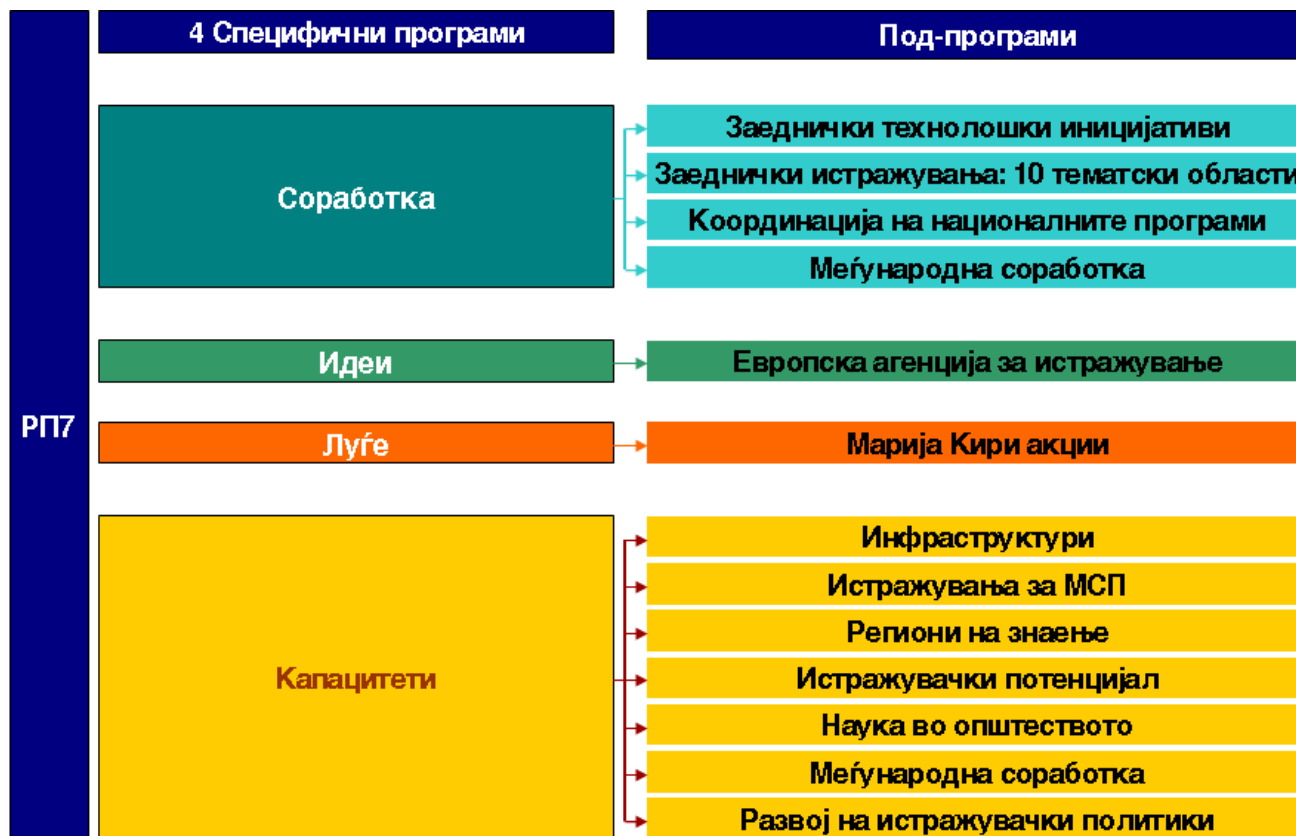 4 Специфични програми
Под-програми
РП7
Соработка
Заеднички технолошки иницијативи
Заеднички истражувања: 10 тематски области
Координација на националните програми
Меѓународна соработка
Идеи
Европска агенција за истражување
Луѓе
Марија Кири акции
Капацитети
Инфраструктури
Истражувања за МСП
Региони на знаење
Истражувачки потенцијал
Наука во општеството
Меѓународна соработка
Развој на истражувачки политики